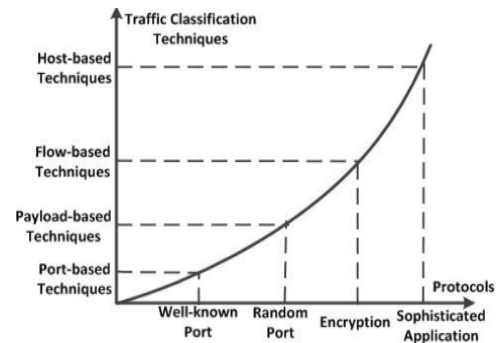 Traffic Classification
Techniques
Host-based
Techniques
Flow-based
Techniques
Payload-based
Techniques
Port-based
Techniques
Protocols
Well-known
Port
Random
Port
Encryption
Sophisticated
Application